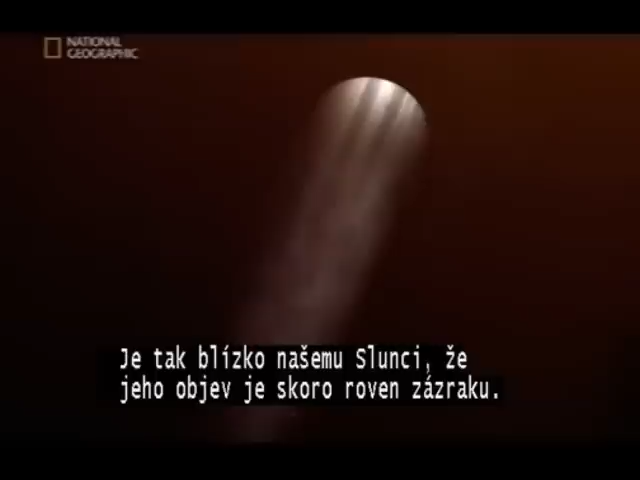 NATIONAL
GEOGRAPHIC
Je tak blízko našemu Slunci, že
jeho objev je skoro roven zázraku.